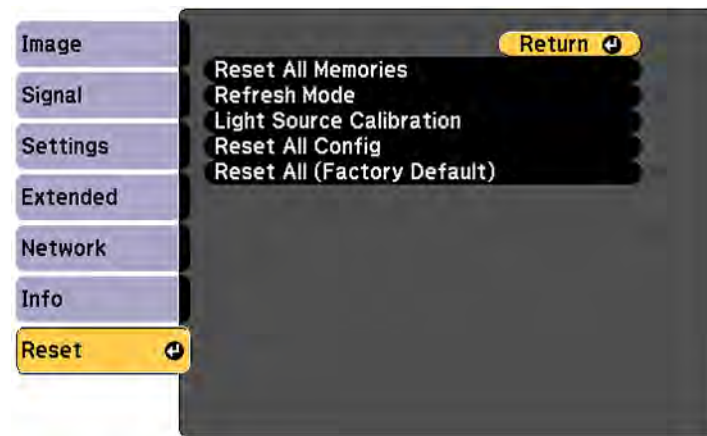 Image
Signal
Settings
Extended
Network
Info
Reset
Return
Reset All Memories
Refresh Mode
Light Source Calibration
Reset All Config
Reset All (Factory Default)